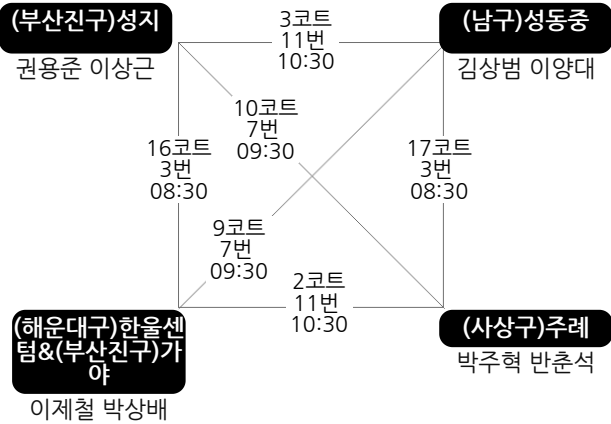 (부산진구)성지
권용준 이상근
3코트
11번
10:30
(남구)성동중
김상범 이양대
10코트
7번
09:30
16코트
3번
08:30
17코트
3번
08:30
9코트
7번
09:30
2코트
11번
10:30
(해운대구)한울센
텀&(부산진구)가
야
이제철 박상배
(사상구)주례
박주혁 반춘석